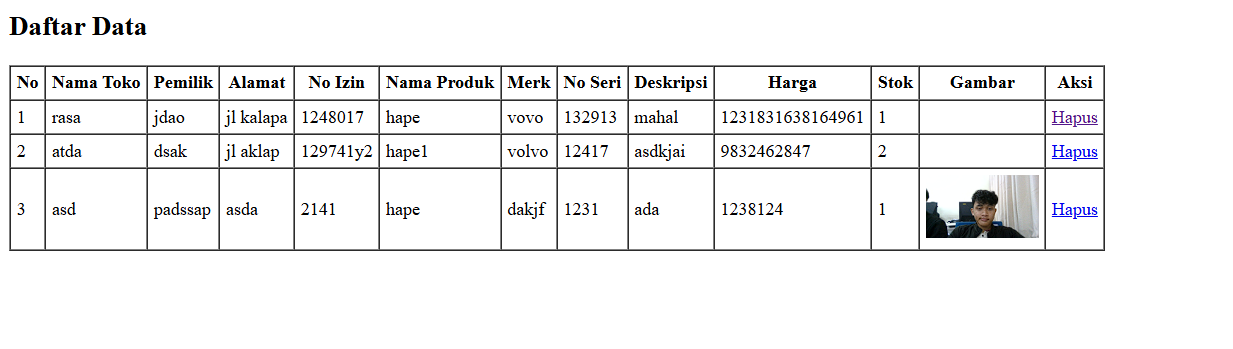 Daftar Data
No Nama Toko Pemilik Alamat No Izin Nama Produk Merk No Seri Deskripsi Harga Stok Gambar Aksi
1 rasa jdao jl kalapa 1248017 hape vovo 132913 mahal 1231831638164961 1 Hapus
2 atda dsak jl aklap 129741y2 hape1 volvo 12417 asdkjai 9832462847 2 Hapus
3 asd padssap asda 2141 hape dakjf 1231 ada 1238124 1 Hapus